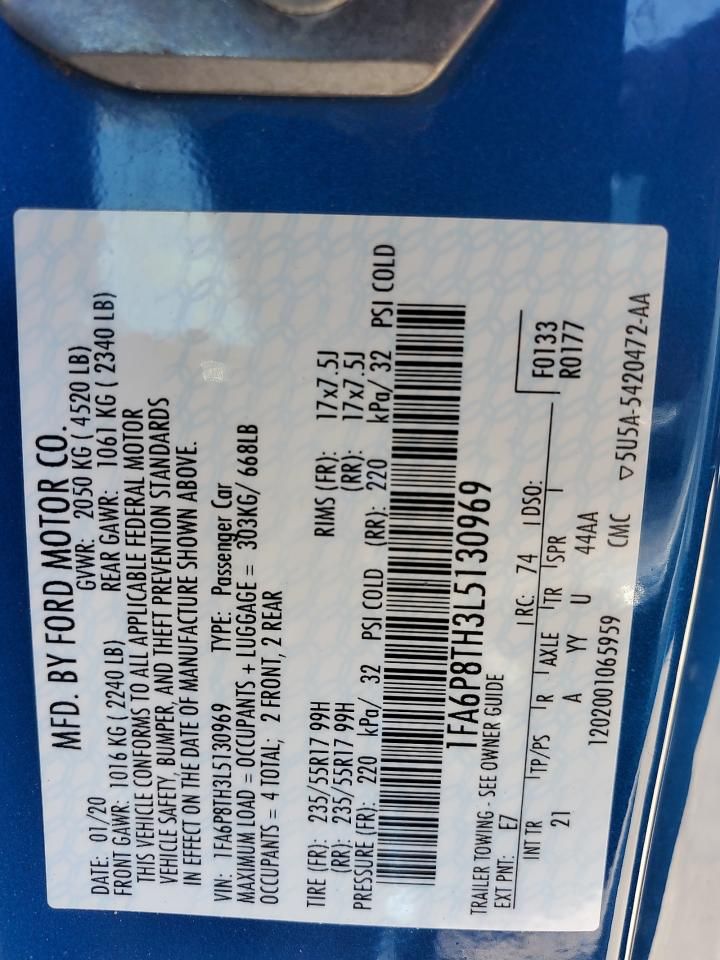 MFD. BY FORD MOTOR CO.
DATE: 01/20 GVWR: 2050 KG ( 4520 LB)
FRONT GAWR: 1016 KG ( 2240 LB) REAR GAWR: 1061 KG ( 2340 LB)
THIS VEHICLE CONFORMS TO ALL APPLICABLE FEDERAL MOTOR
VEHICLE SAFETY, BUMPER, AND THEFT PREVENTION STANDARDS
IN EFFECT ON THE DATE OF MANUFACTURE SHOWN ABOVE.
VIN: 1FA6P8TH3L5130969 TYPE: Passenger Car
MAXIMUM LOAD = OCCUPANTS + LUGGAGE = 303KG/ 668LB
OCCUPANTS = 4 TOTAL; 2 FRONT, 2 REAR
TIRE (FR): 235/55R17 99H RIMS (FR): 17x7.5J
(RR): 235/55R17 99H (RR): 17x7.5J
PRESSURE (FR): 220 kPa/ 32 PSI COLD (RR): 220 kPa/ 32 PSI COLD
1FA6P8TH3L5130969
TRAILER TOWING - SEE OWNER GUIDE
EXT PNT: E7 RC: 74 DSO: F0133
R0177
INT TR TP/PS R AXLE TR SPR
21 A YY U 44AA
1202001065959 CMC ▽5U5A-5420472-AA